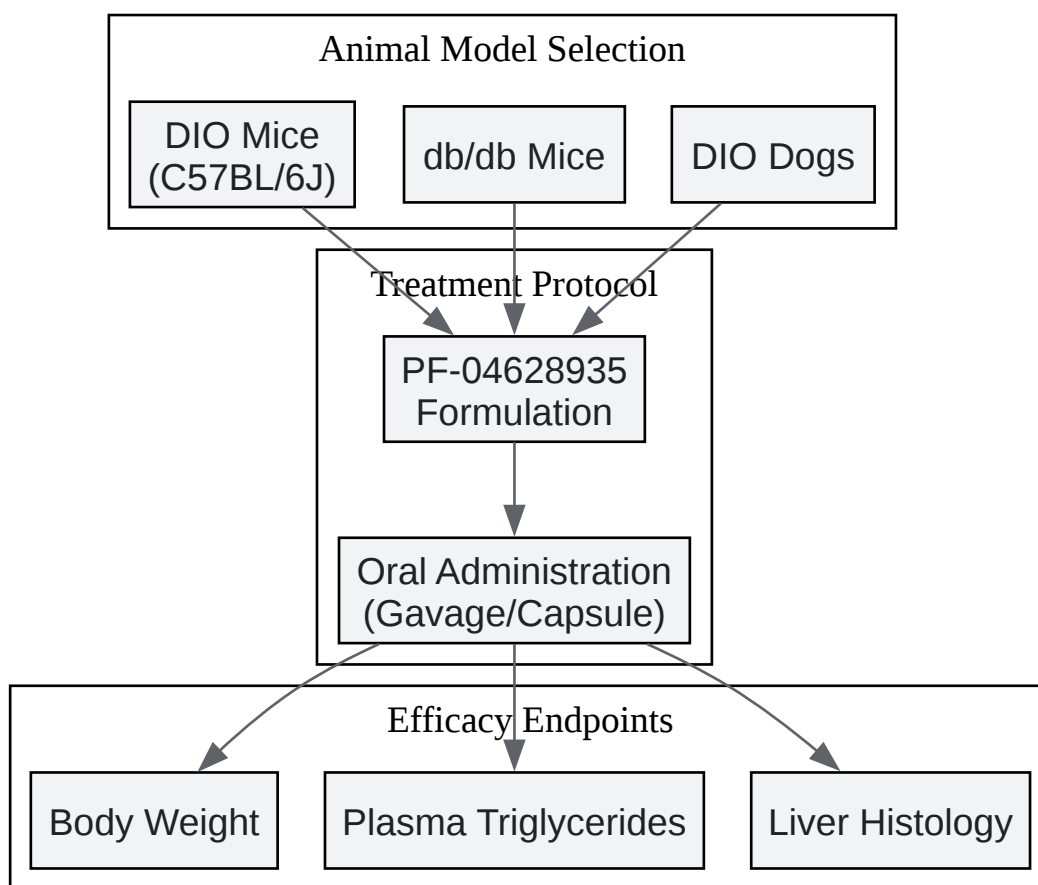 Animal Model Selection
DIO Mice
(C57BL/6J)
db/db Mice
DIO Dogs
Treatment Protocol
PF-04628935
Formulation
Oral Administration
(Gavage/Capsule)
Efficacy Endpoints
Body Weight
Plasma Triglycerides
Liver Histology